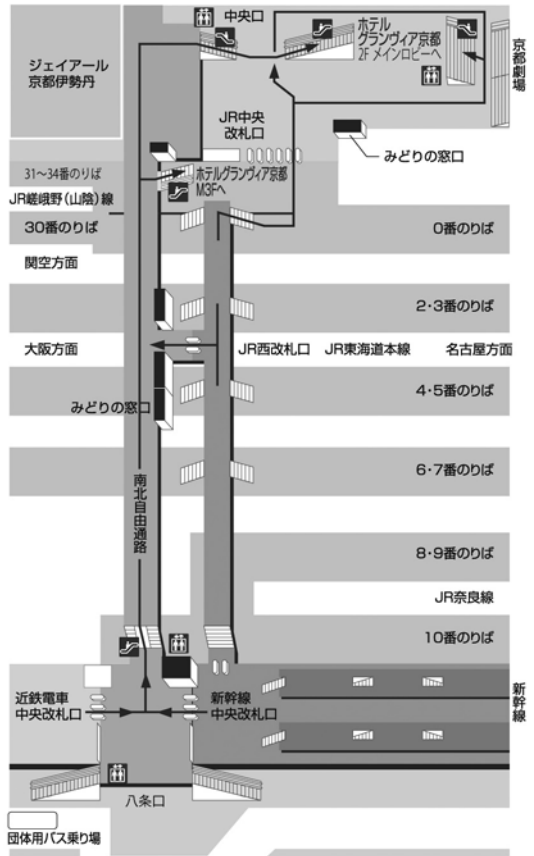 中央口
ホテル
グランヴィア京都
2F メインロビーへ
京都劇場
ジェイアール
京都伊勢丹
JR中央
改札口
みどりの窓口
31〜34番のりば
ホテルグランヴィア京都
M3Fへ
JR嵯峨野(山陰)線
30番のりば
0番のりば
関空方面
2・3番のりば
大阪方面
JR西改札口
JR東海道本線
名古屋方面
4・5番のりば
みどりの窓口
6・7番のりば
南北自由通路
8・9番のりば
JR奈良線
10番のりば
近鉄電車
中央改札口
新幹線
中央改札口
新幹線
八条口
団体用バス乗り場